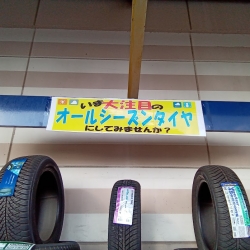 いま大注目の
オールシーズンタイヤ
にしてみませんか？